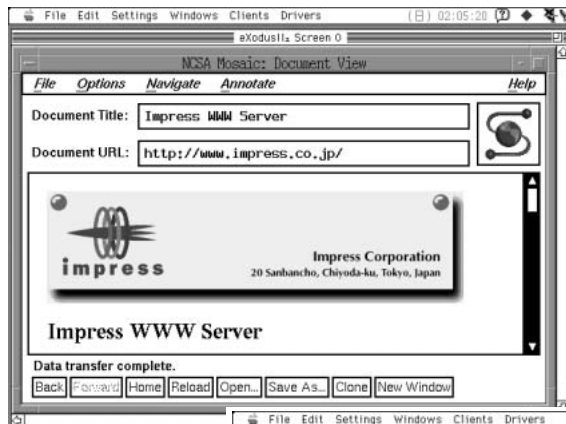 File Edit Settings Windows Clients Drivers (日) 02:05:20
eXodusII₂ Screen 0
NCSA Mosaic: Document View
File Options Navigate Annotate Help
Document Title: Impress WWW Server
Document URL: http://www.impress.co.jp/
impress
Impress Corporation
20 Sanbancho, Chiyoda-ku, Tokyo, Japan
Impress WWW Server
Data transfer complete.
Back Forward Home Reload Open... Save As... Clone New Window
File Edit Settings Windows Clients Drivers